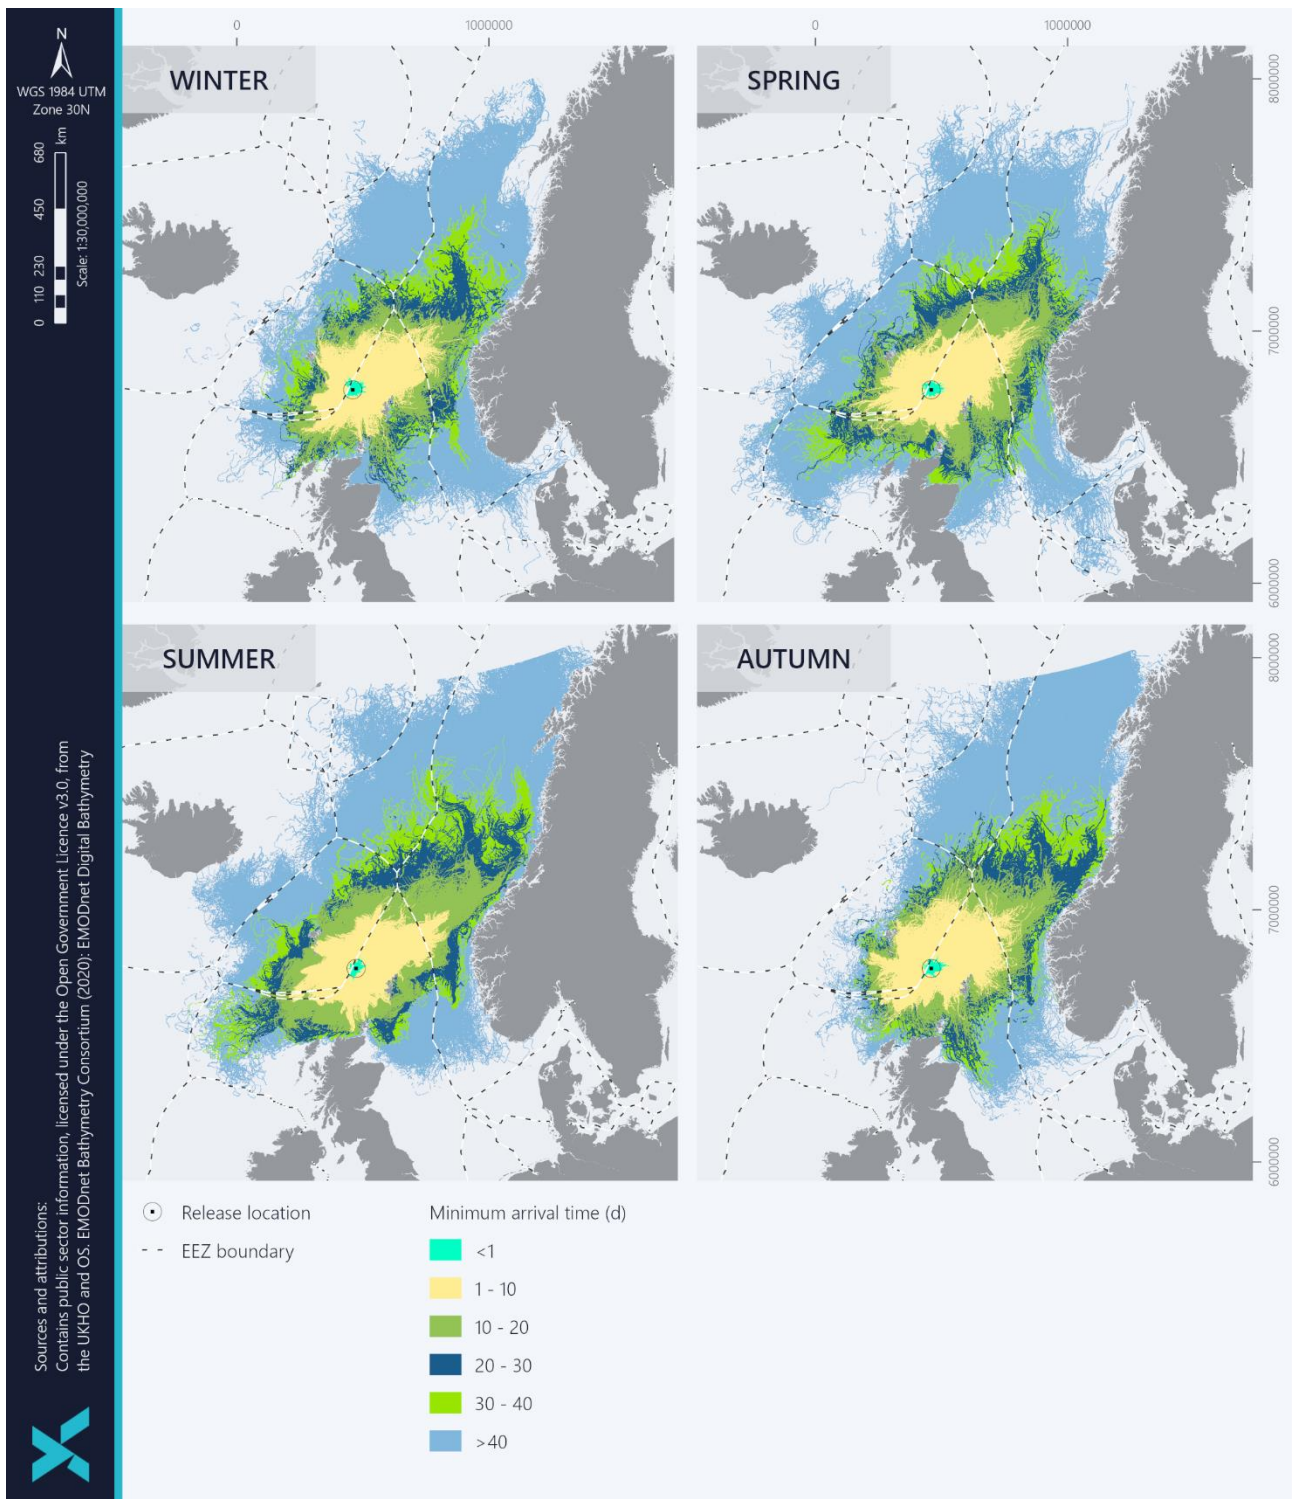 0
1000000
0
1000000
N
WGS 1984 UTM
Zone 30N
WINTER
SPRING
8000000
7000000
6000000
0 110 230 450 680 km
Scale: 1:30,000,000
SUMMER
AUTUMN
8000000
7000000
6000000
Sources and attributions:
Contains public sector information, licensed under the Open Government Licence v3.0, from
the UKHO and OS. EMODnet Bathymetry Consortium (2020): EMODnet Digital Bathymetry
Release location
EEZ boundary
Minimum arrival time (d)
<1
1 - 10
10 - 20
20 - 30
30 - 40
>40